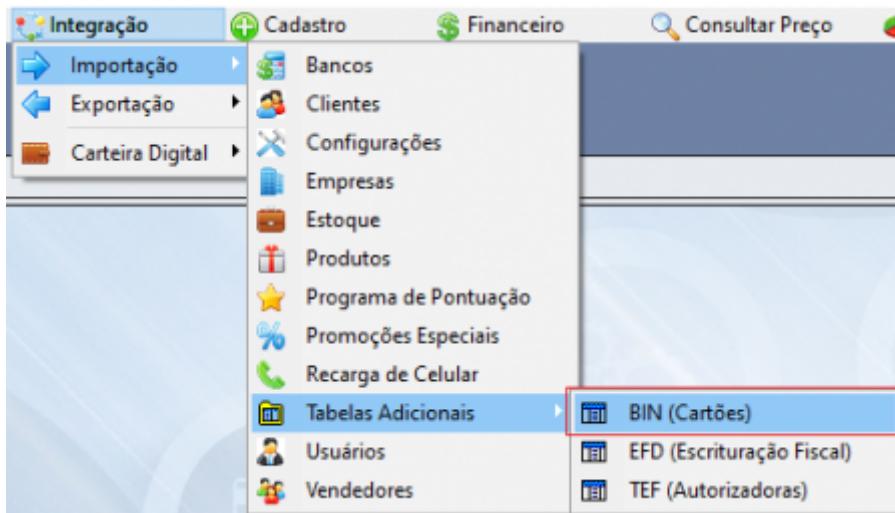 Integração
Cadastro
Financeiro
Consultar Preço
Importação
Exportação
Carteira Digital
Bancos
Clientes
Configurações
Empresas
Estoque
Produtos
Programa de Pontuação
Promoções Especiais
Recarga de Celular
Tabelas Adicionais
Usuários
Vendedores
BIN (Cartões)
EFD (Escrituração Fiscal)
TEF (Autorizadoras)